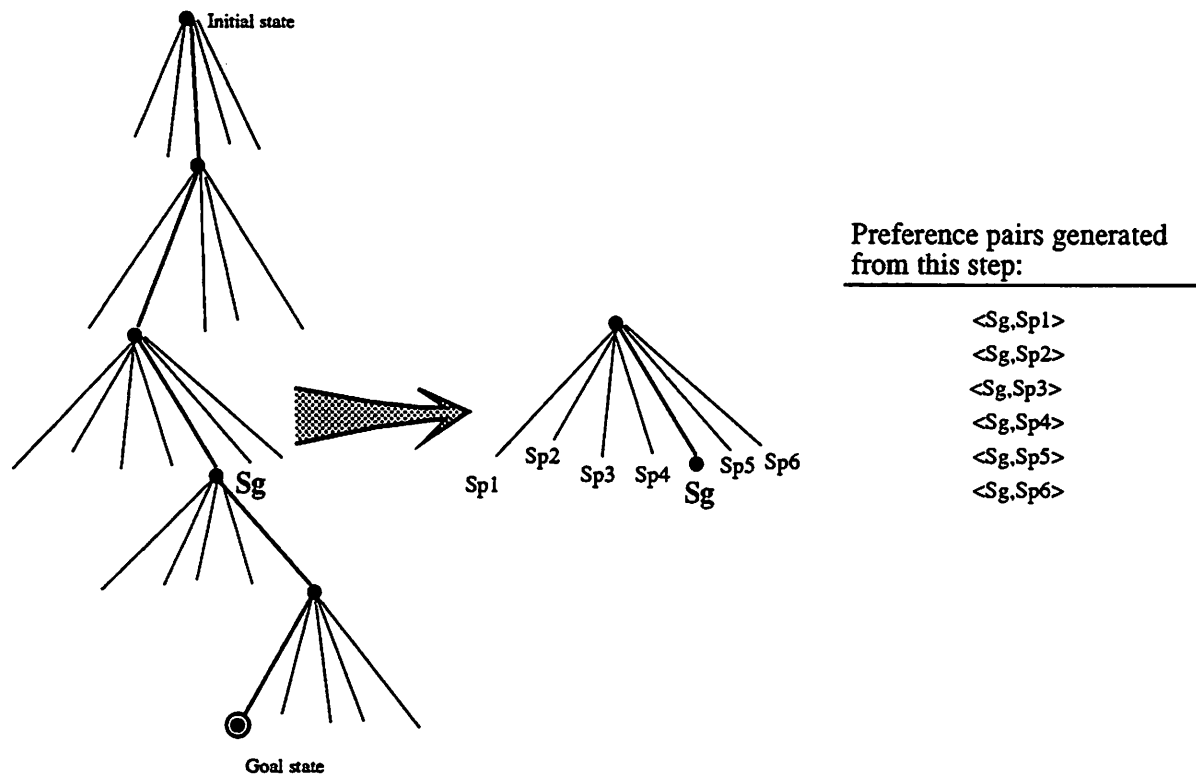 Initial state
Sg
Goal state
Sp1
Sp2
Sp3
Sp4
Sg
Sp5
Sp6
Preference pairs generated
from this step:
<Sg,Sp1>
<Sg,Sp2>
<Sg,Sp3>
<Sg,Sp4>
<Sg,Sp5>
<Sg,Sp6>